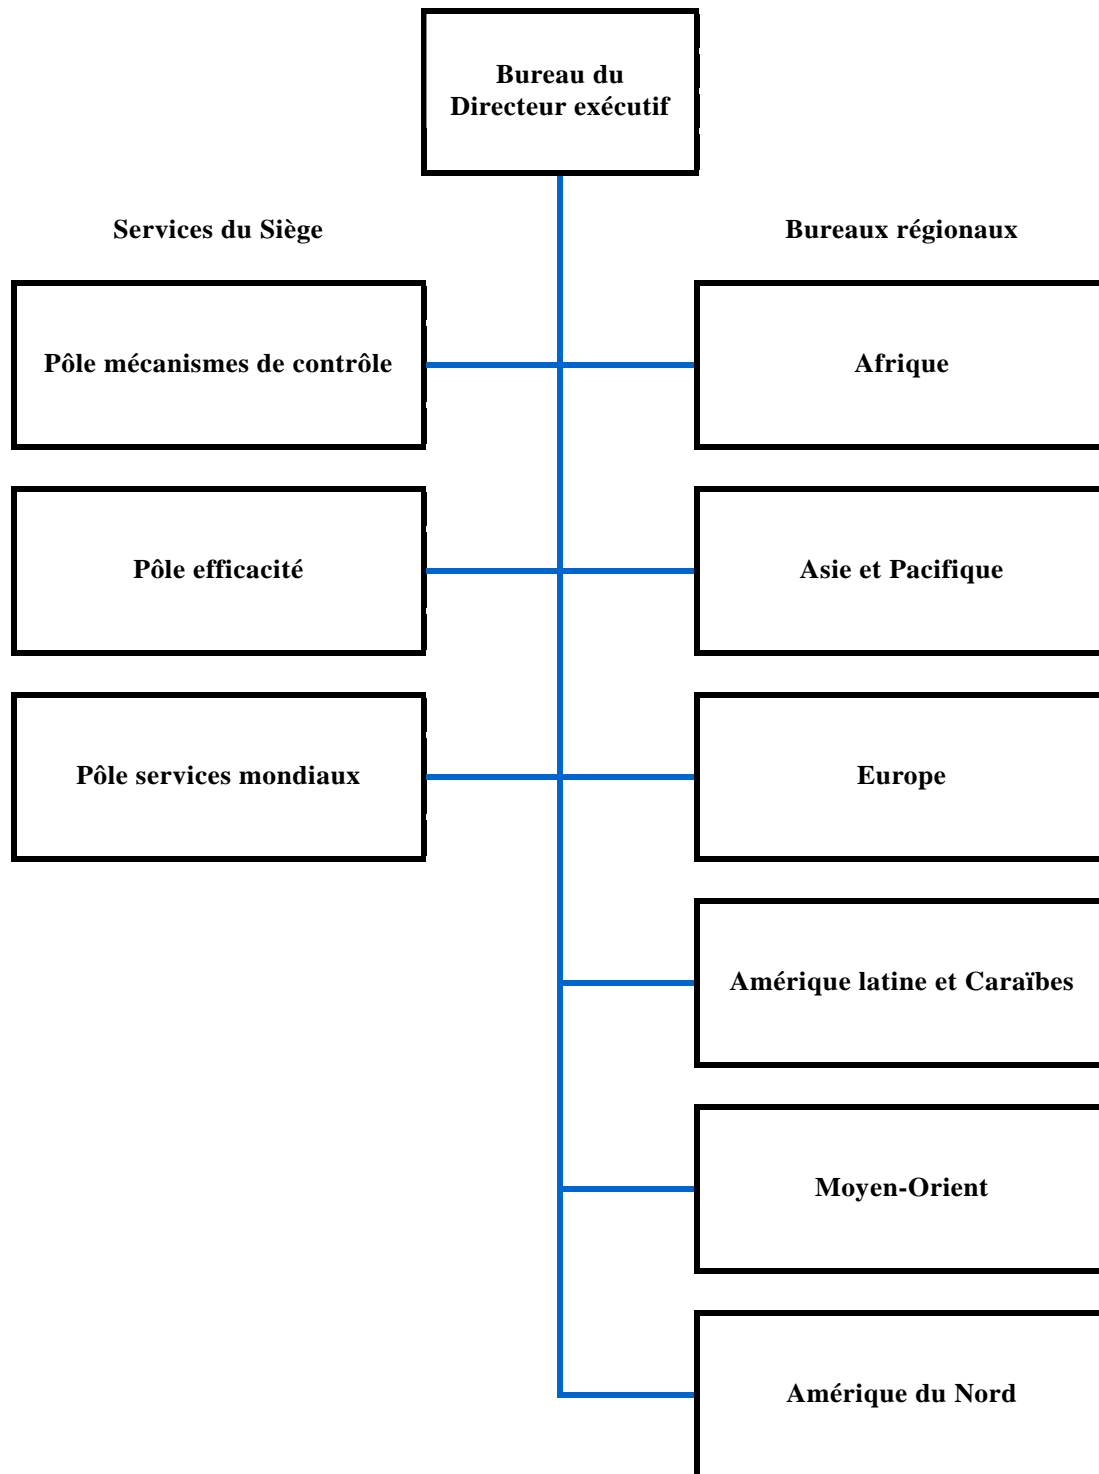 Bureau du
Directeur exécutif
Services du Siège
Bureaux régionaux
Pôle mécanismes de contrôle
Afrique
Pôle efficacité
Asie et Pacifique
Pôle services mondiaux
Europe
Amérique latine et Caraïbes
Moyen-Orient
Amérique du Nord